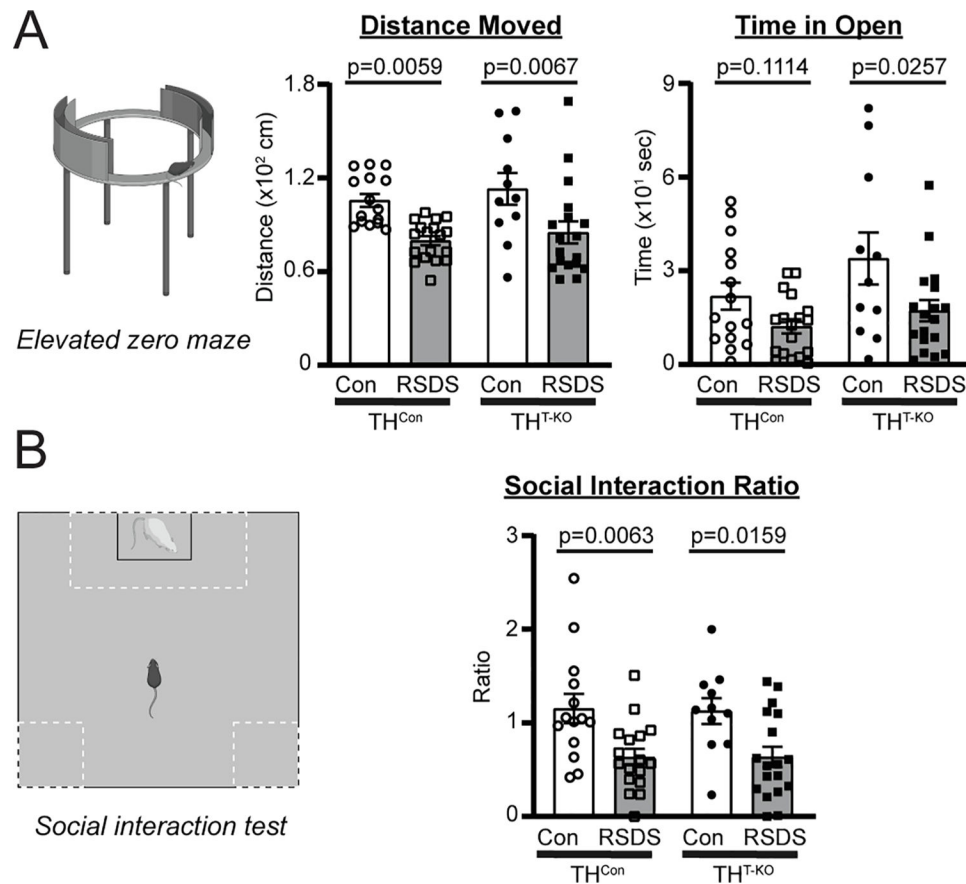 A
Distance Moved
p=0.0059 p=0.0067
Distance (x10² cm)
1.8
1.2
0.6
0
Con RSDS Con RSDS
TH^Con TH^T-KO
Time in Open
p=0.1114 p=0.0257
Time (x10¹ sec)
9
6
3
0
Con RSDS Con RSDS
TH^Con TH^T-KO
Elevated zero maze
B
Social Interaction Ratio
p=0.0063 p=0.0159
Ratio
3
2
1
0
Con RSDS Con RSDS
TH^Con TH^T-KO
Social interaction test